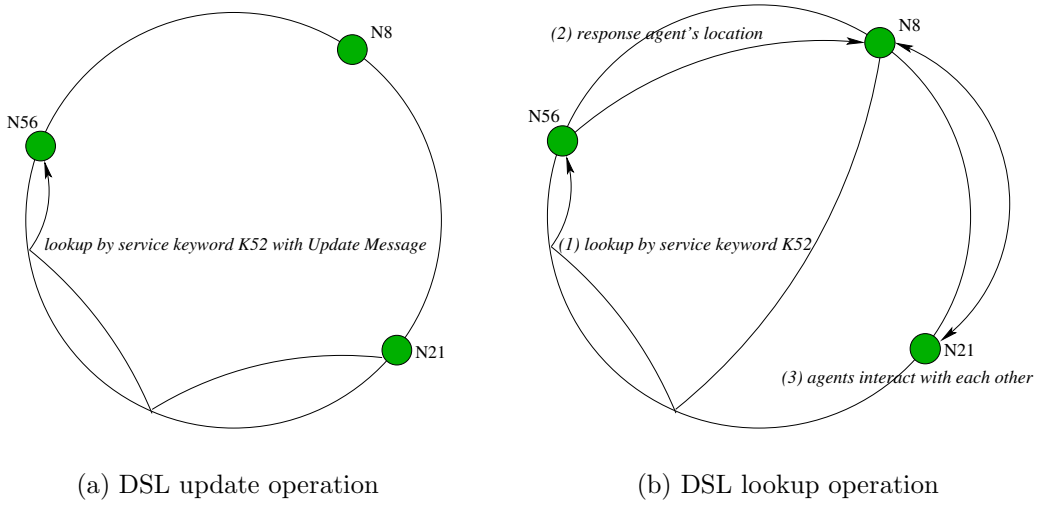 N8
N56
lookup by service keyword K52 with Update Message
N21
(a) DSL update operation
N8
(2) response agent's location
N56
(1) lookup by service keyword K52
N21
(3) agents interact with each other
(b) DSL lookup operation